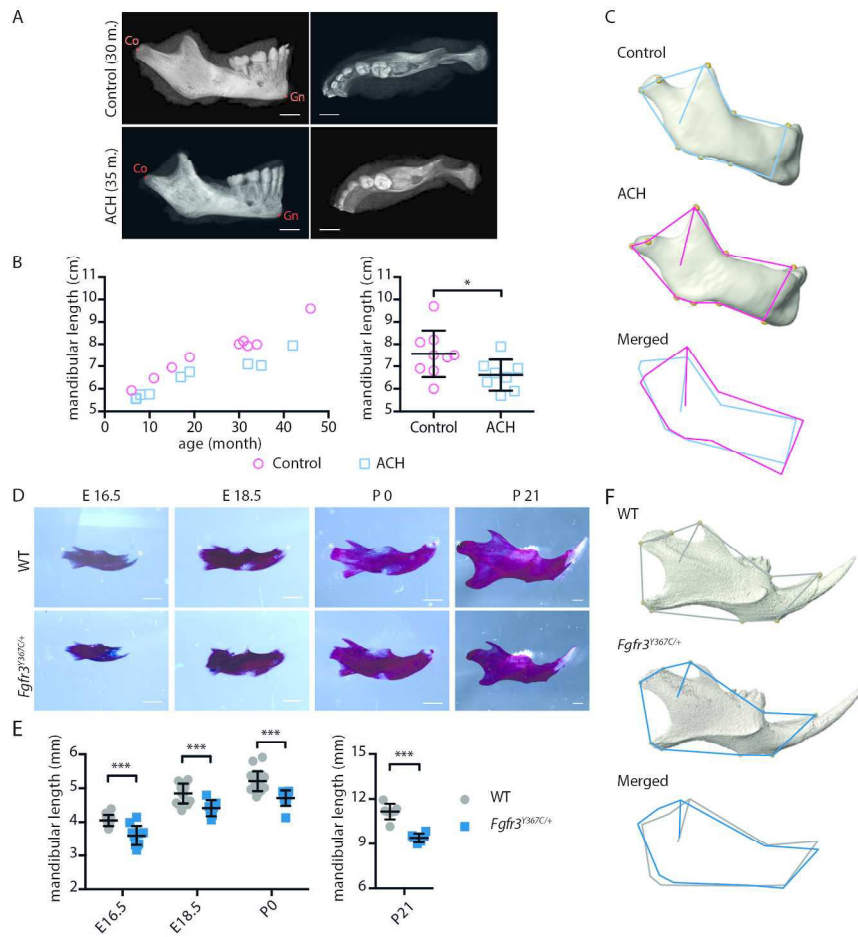 A
Control (30 m.)
Co
Gn
ACH (35 m.)
Co
Gn
B
mandibular length (cm)
11
10
9
8
7
6
5
0
10
20
30
40
50
age (month)
mandibular length (cm)
11
10
9
8
7
6
5
*
Control
ACH
Control
ACH
C
Control
ACH
Merged
D
E 16.5
E 18.5
P 0
P 21
WT
Fgfr3Y367C/+
E
mandibular length (mm)
6
5
4
3
2
***
***
***
E16.5
E18.5
P0
mandibular length (mm)
15
12
9
6
***
P21
WT
Fgfr3Y367C/+
F
WT
Fgfr3Y367C/+
Merged